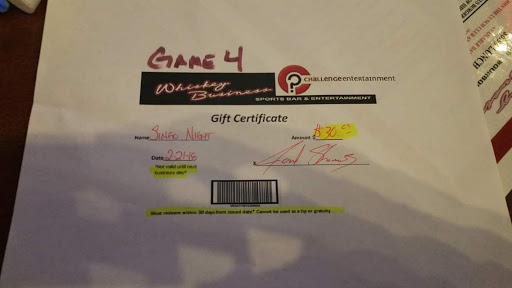 GAME 4
Whiskey Business
CHALLENGE entertainment
SPORTS BAR & ENTERTAINMENT
Gift Certificate
Name: SINGO NIGHT Amount $ $30.00
Date: 2-21-16
*Not valid until next
business day*
Must redeem within 30 days from issued date* Cannot be used as a tip or gratuity